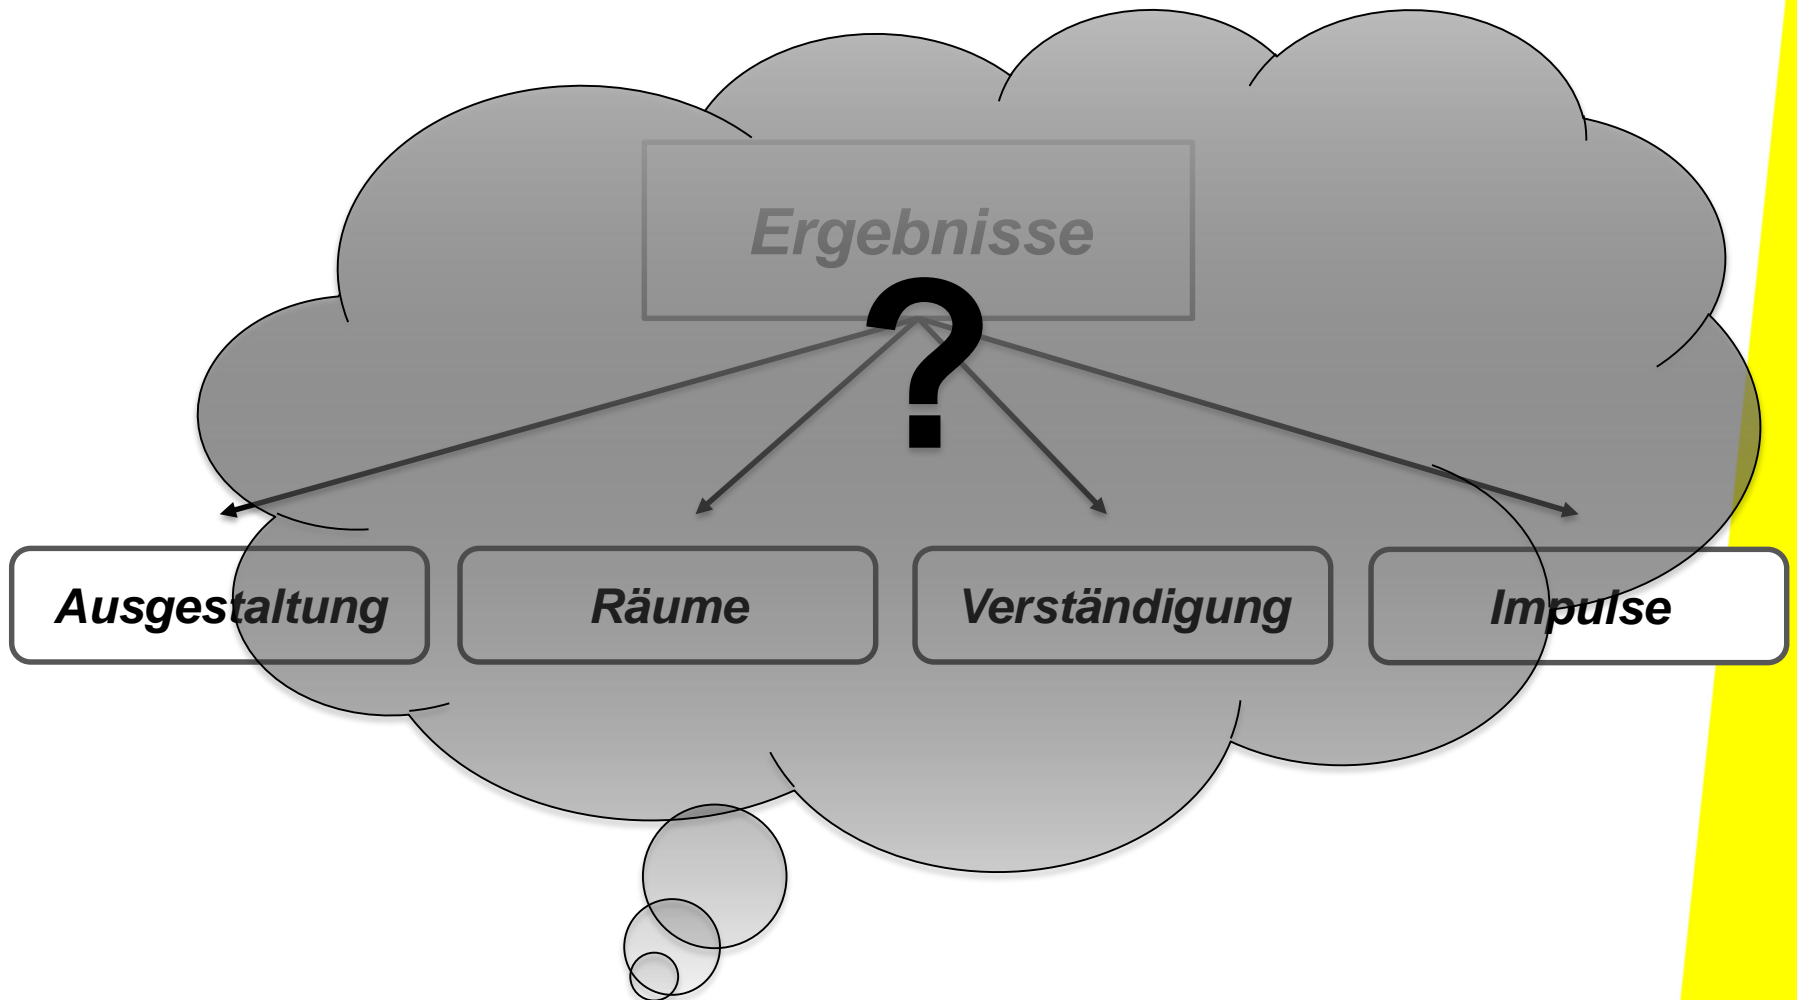 Ergebnisse
?
Ausgestaltung
Räume
Verständigung
Impulse